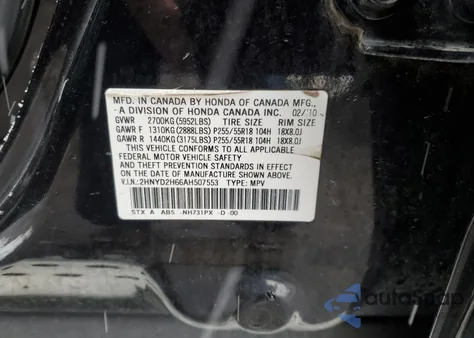 MFD. IN CANADA BY HONDA OF CANADA MFG.,
- A DIVISION OF HONDA CANADA INC. 02/'10
GVWR 2700KG(5952LBS) TIRE SIZE RIM SIZE
GAWR F 1310KG(2888LBS) P255/55R18 104H 18X8.0J
GAWR R 1440KG(3175LBS) P255/55R18 104H 18X8.0J
THIS VEHICLE CONFORMS TO ALL APPLICABLE
FEDERAL MOTOR VEHICLE SAFETY AND
THEFT PREVENTION STANDARDS IN EFFECT ON
THE DATE OF MANUFACTURE SHOWN ABOVE.
V.I.N.:2HNYD2H66AH507553 TYPE: MPV
STX A AB5 -NH731PX -D -00
AutoSnap